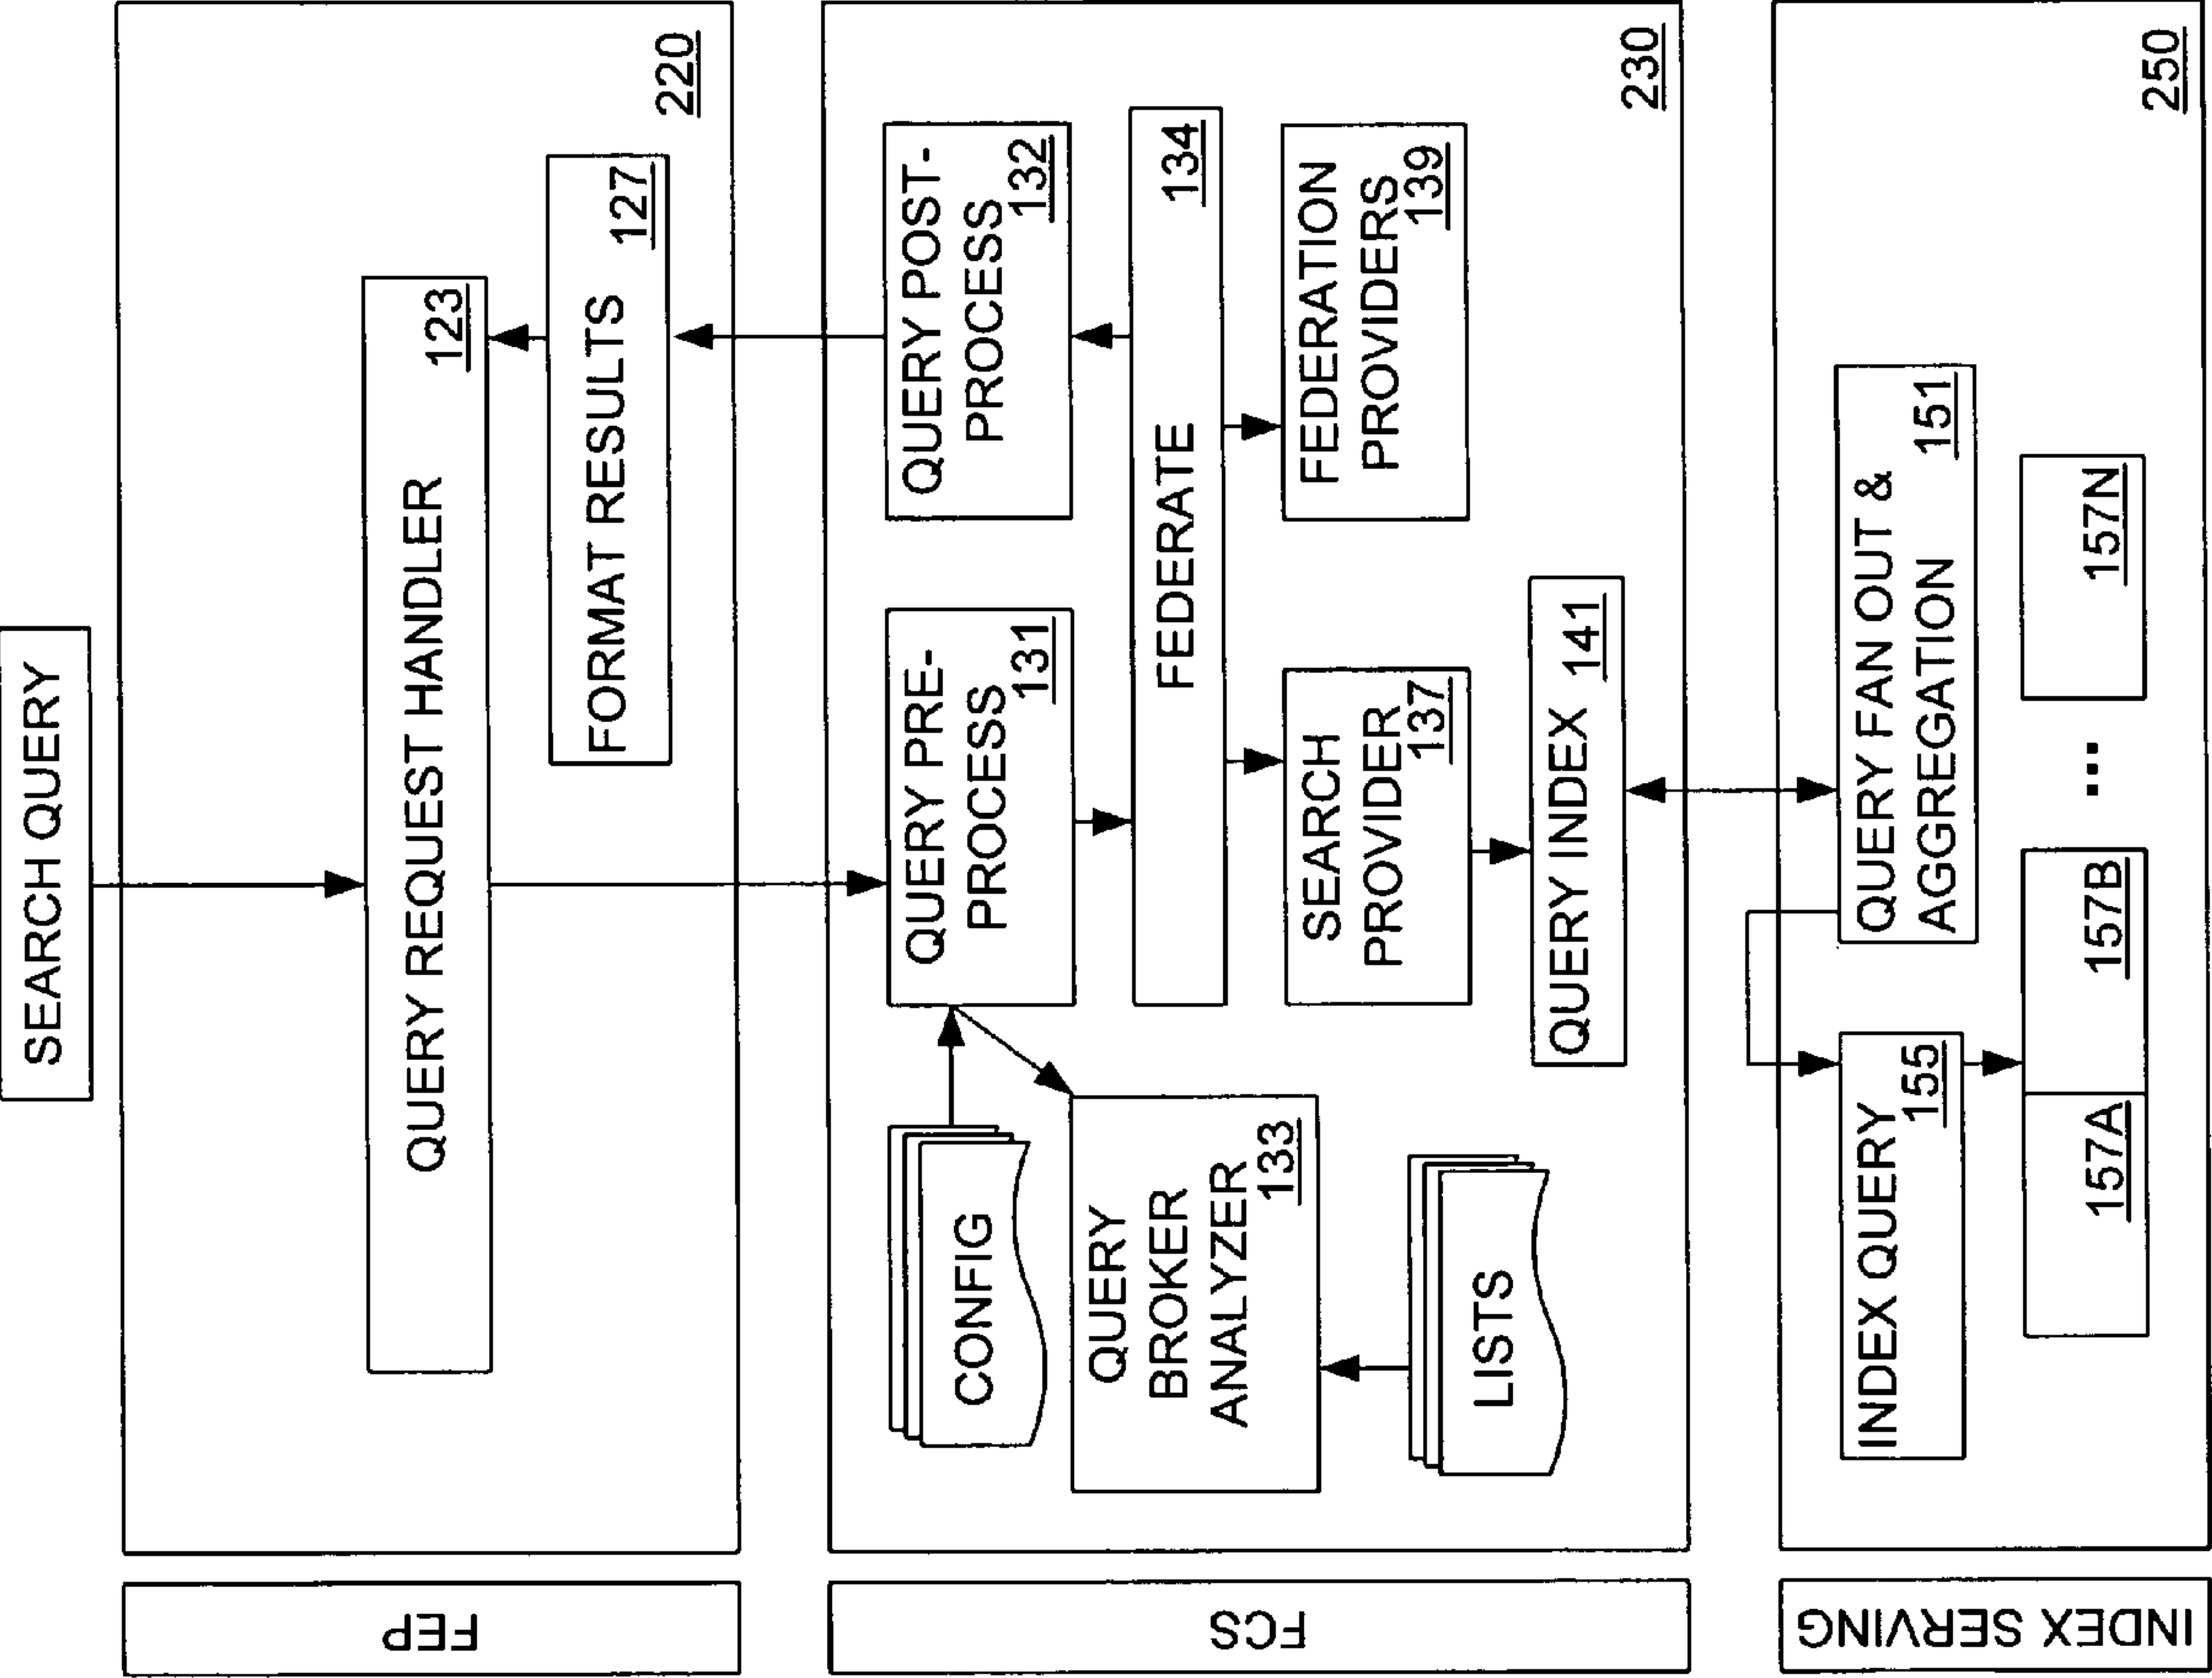 SEARCH QUERY
FEP
QUERY REQUEST HANDLER
123
FORMAT RESULTS
127
220
FCS
CONFIG
QUERY
BROKER
ANALYZER
133
LISTS
QUERY PRE-
PROCESS
131
QUERY POST-
PROCESS
132
FEDERATE
134
SEARCH
PROVIDER
137
FEDERATION
PROVIDERS
139
QUERY INDEX 141
230
INDEX SERVING
INDEX QUERY
155
QUERY FAN OUT &
AGGREGATION
151
157A
157B
...
157N
250